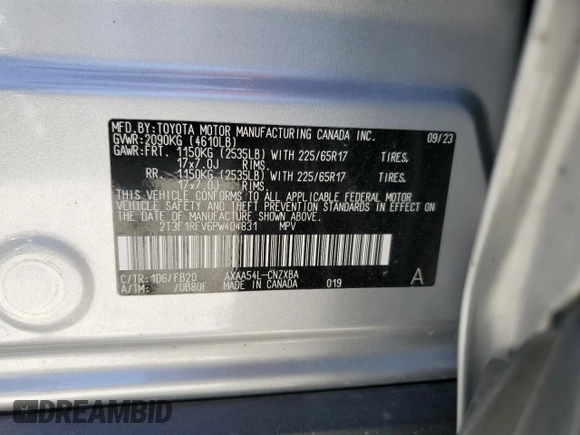 MFD.BY:TOYOTA MOTOR MANUFACTURING CANADA INC. 09/23
GVWR:2090KG (4610LB)
GAWR:FRT. 1150KG (2535LB) WITH 225/65R17 TIRES,
17x7.0J RIMS,
RR. 1150KG (2535LB) WITH 225/65R17 TIRES,
17x7.0J RIMS,
THIS VEHICLE CONFORMS TO ALL APPLICABLE FEDERAL MOTOR
VEHICLE SAFETY AND THEFT PREVENTION STANDARDS IN EFFECT
ON THE DATE OF MANUFACTURE SHOWN ABOVE.
2T3F1RFV6PW404831 MPV
C/TR:1D6/FB20 AXAA54L-CNZXBA
A/TM: /UB80F MADE IN CANADA 019 A
DREAMBID